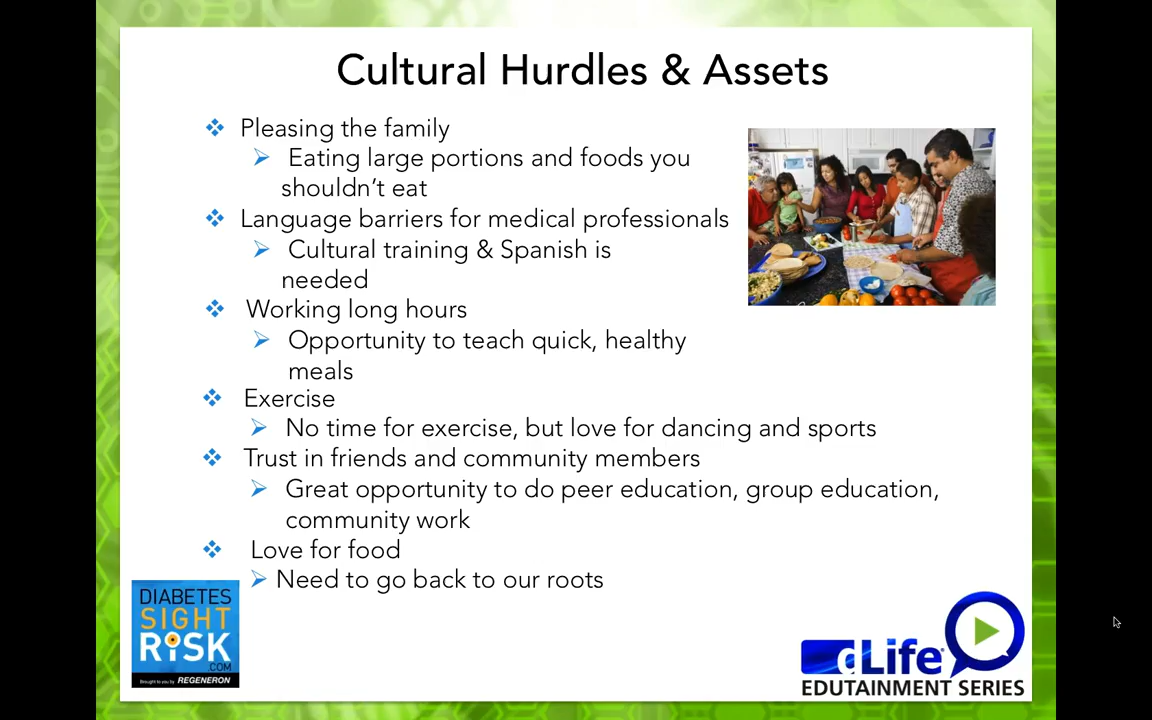 Cultural Hurdles & Assets
Pleasing the family
Eating large portions and foods you
shouldn't eat
Language barriers for medical professionals
Cultural training & Spanish is
needed
Working long hours
Opportunity to teach quick, healthy
meals
Exercise
No time for exercise, but love for dancing and sports
Trust in friends and community members
Great opportunity to do peer education, group education,
community work
Love for food
Need to go back to our roots
DIABETES
SIGHT
RISK
.COM
Brought to you by REGENERON
dLife®
EDUTAINMENT SERIES